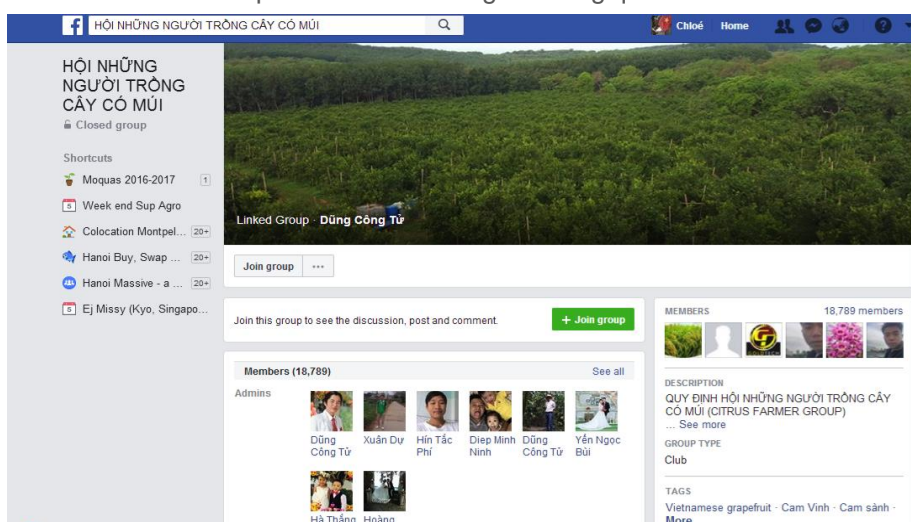 HỘI NHỮNG NGƯỜI TRỒNG CÂY CÓ MÚI
Chloé Home
HỘI NHỮNG
NGƯỜI TRỒNG
CÂY CÓ MÚI
Closed group
Shortcuts
Moquas 2016-2017 1
Week end Sup Agro
Colocation Montpel... 20+
Hanoi Buy, Swap ... 20+
Hanoi Massive - a ... 20+
Ej Missy (Kyo, Singapo...
Linked Group · Dũng Công Tử
Join group ...
Join this group to see the discussion, post and comment.
+ Join group
Members (18,789) See all
Admins
Dũng Công Tử
Xuân Dự
Hín Tắc Phí
Diep Minh Ninh
Dũng Công Tử
Yến Ngọc Bùi
Hà Thắng
Hoàng
MEMBERS 18,789 members
DESCRIPTION
QUY ĐỊNH HỘI NHỮNG NGƯỜI TRỒNG CÂY
CÓ MÚI (CITRUS FARMER GROUP)
... See more
GROUP TYPE
Club
TAGS
Vietnamese grapefruit · Cam Vinh · Cam sành ·
More